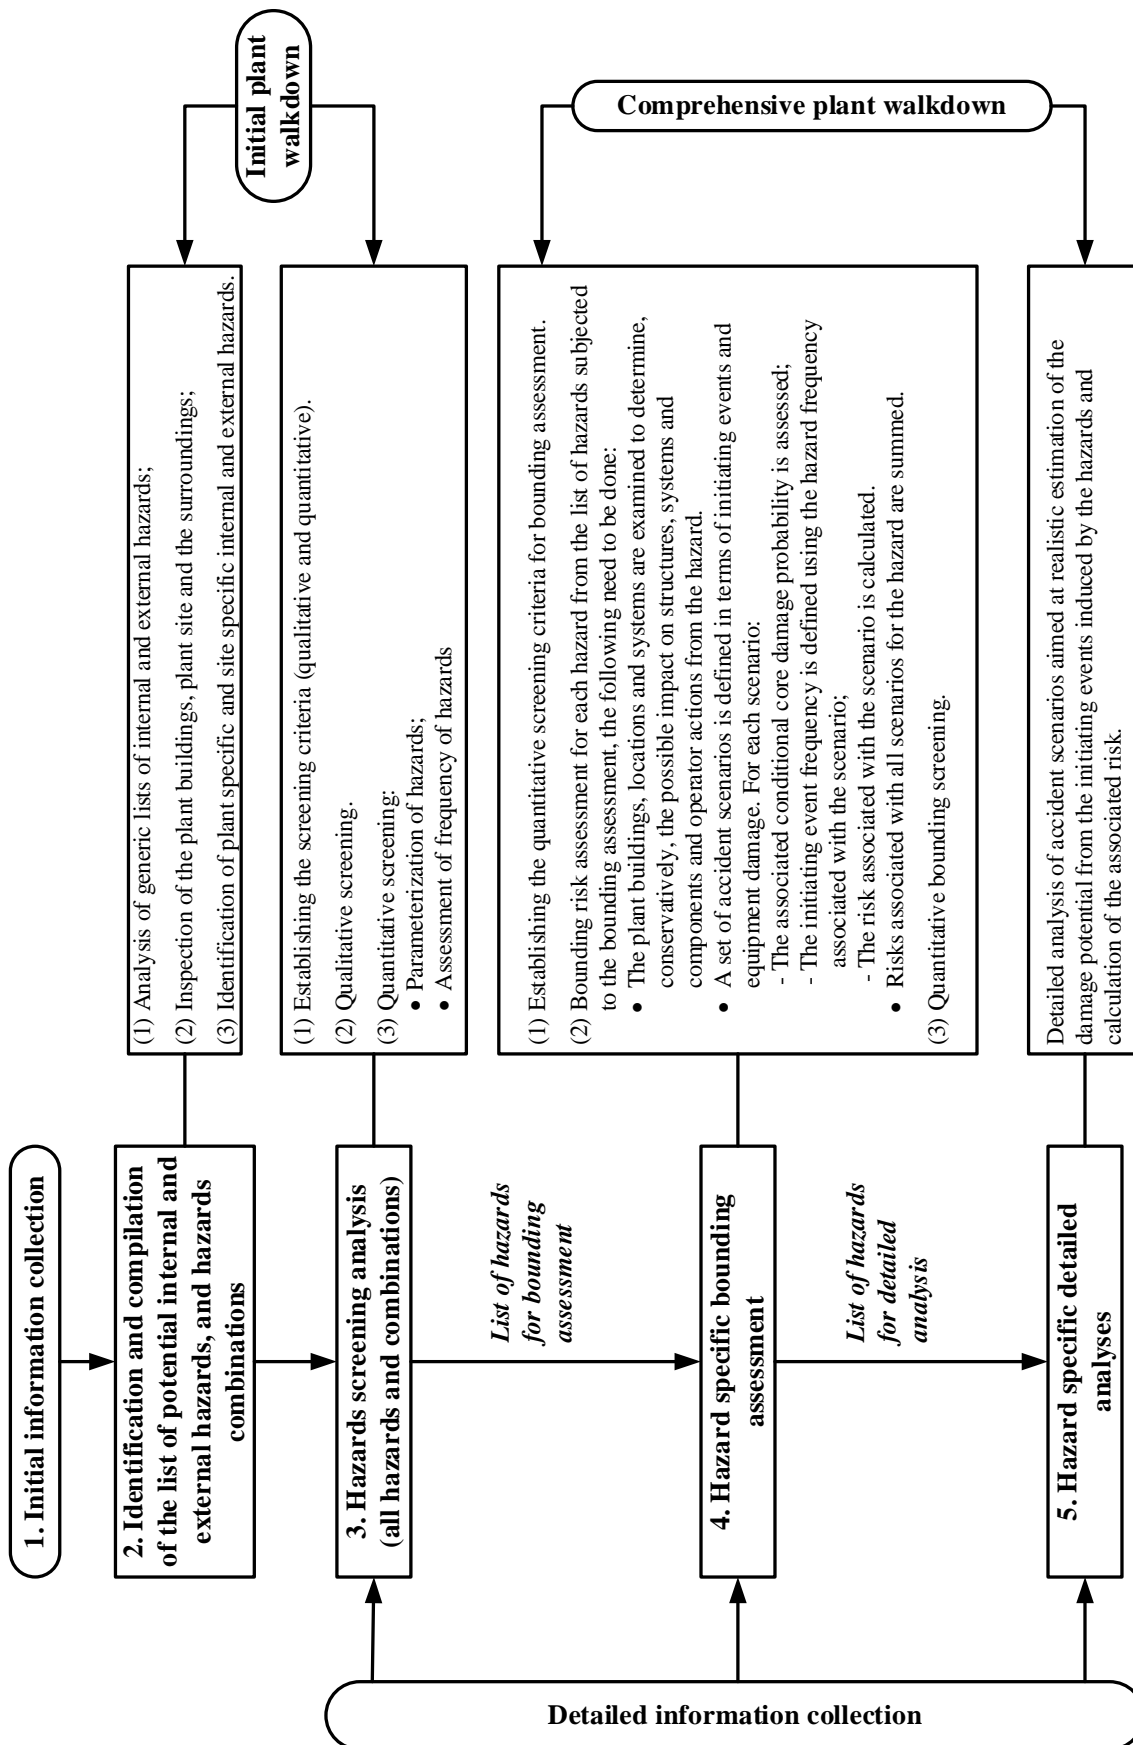 1. Initial information collection
2. Identification and compilation
of the list of potential internal and
external hazards, and hazards
combinations
(1) Analysis of generic lists of internal and external hazards;
(2) Inspection of the plant buildings, plant site and the surroundings;
(3) Identification of plant specific and site specific internal and external hazards.
Initial plant
walkdown
3. Hazards screening analysis
(all hazards and combinations)
(1) Establishing the screening criteria (qualitative and quantitative).
(2) Qualitative screening.
(3) Quantitative screening:
• Parameterization of hazards;
• Assessment of frequency of hazards
List of hazards
for bounding
assessment
4. Hazard specific bounding
assessment
(1) Establishing the quantitative screening criteria for bounding assessment.
(2) Bounding risk assessment for each hazard from the list of hazards subjected
to the bounding assessment, the following need to be done:
• The plant buildings, locations and systems are examined to determine,
conservatively, the possible impact on structures, systems and
components and operator actions from the hazard.
• A set of accident scenarios is defined in terms of initiating events and
equipment damage. For each scenario:
- The associated conditional core damage probability is assessed;
- The initiating event frequency is defined using the hazard frequency
associated with the scenario;
- The risk associated with the scenario is calculated.
• Risks associated with all scenarios for the hazard are summed.
(3) Quantitative bounding screening.
Comprehensive plant walkdown
List of hazards
for detailed
analysis
5. Hazard specific detailed
analyses
Detailed analysis of accident scenarios aimed at realistic estimation of the
damage potential from the initiating events induced by the hazards and
calculation of the associated risk.
Detailed information collection